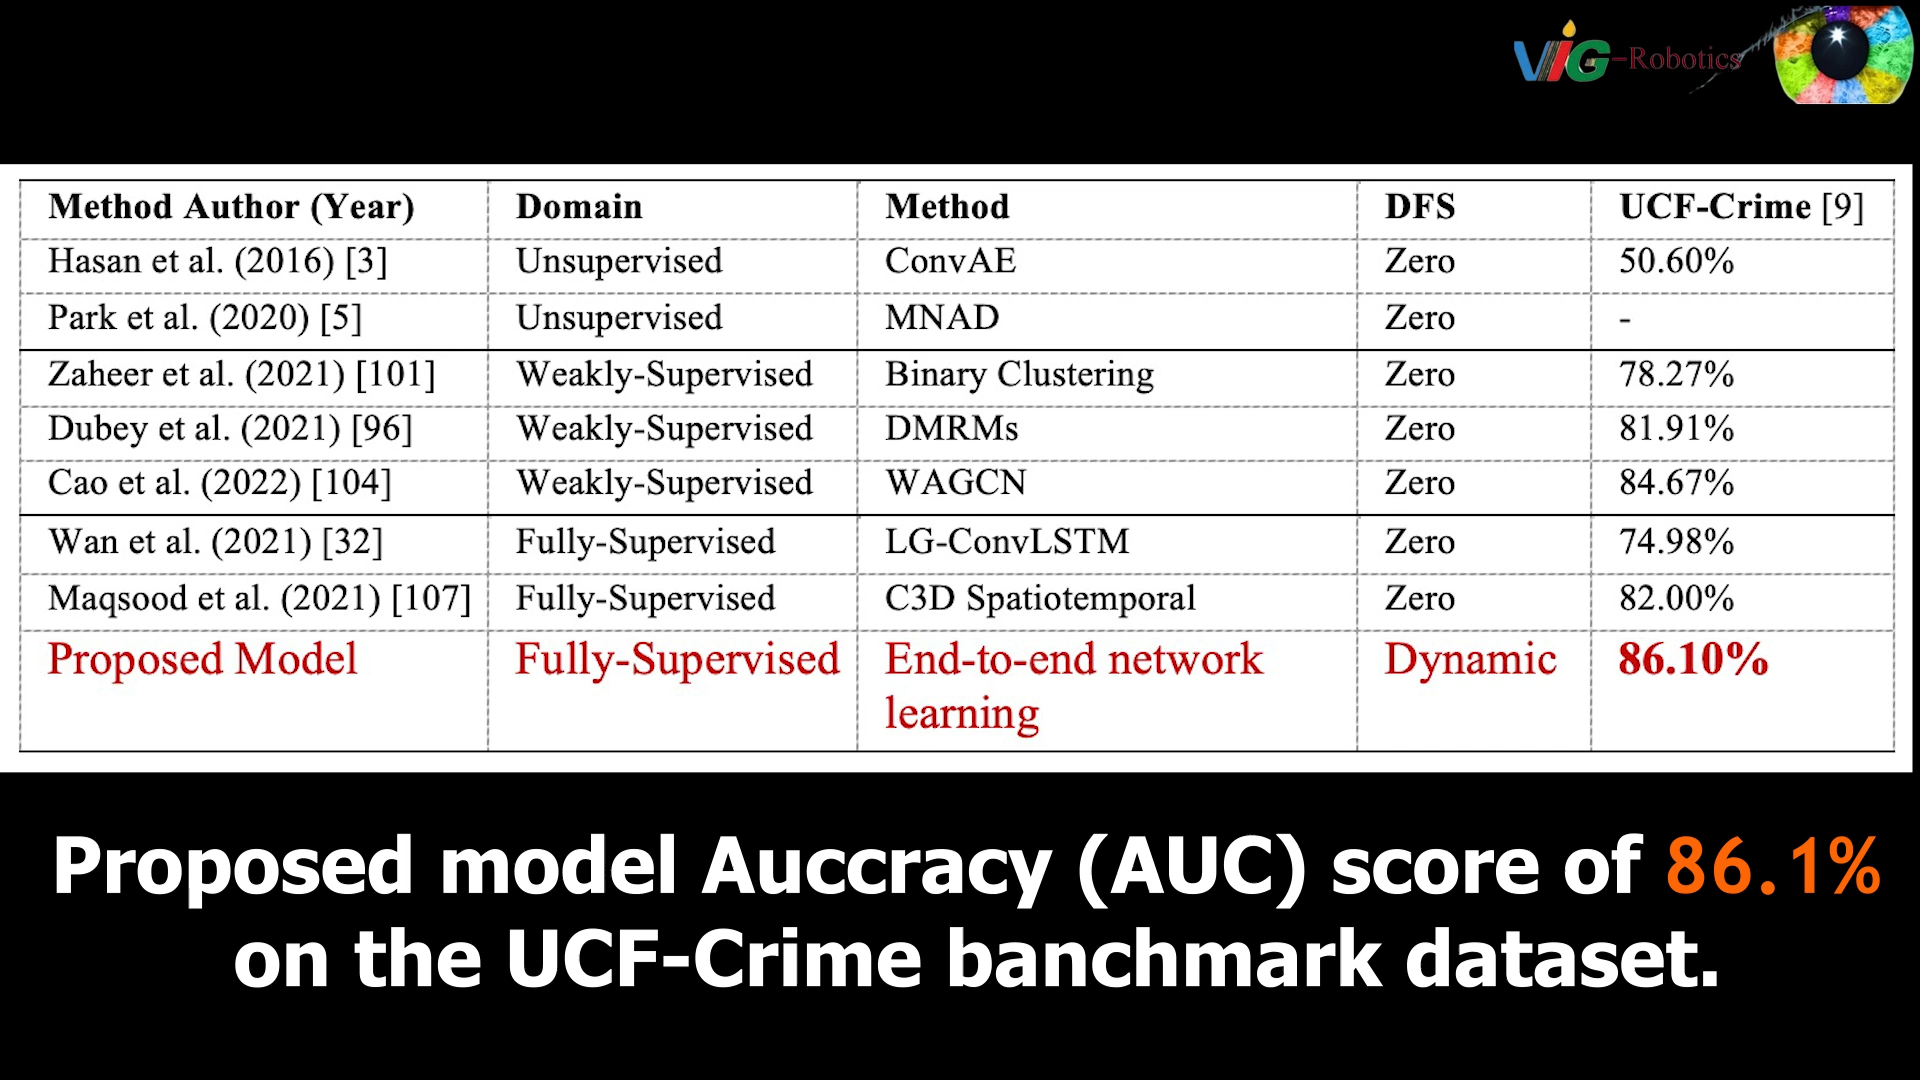 VIG-Robotics
Method Author (Year) Domain Method DFS UCF-Crime [9]
Hasan et al. (2016) [3] Unsupervised ConvAE Zero 50.60%
Park et al. (2020) [5] Unsupervised MNAD Zero -
Zaheer et al. (2021) [101] Weakly-Supervised Binary Clustering Zero 78.27%
Dubey et al. (2021) [96] Weakly-Supervised DMRMs Zero 81.91%
Cao et al. (2022) [104] Weakly-Supervised WAGCN Zero 84.67%
Wan et al. (2021) [32] Fully-Supervised LG-ConvLSTM Zero 74.98%
Maqsood et al. (2021) [107] Fully-Supervised C3D Spatiotemporal Zero 82.00%
Proposed Model Fully-Supervised End-to-end network Dynamic 86.10%
learning
Proposed model Auccracy (AUC) score of 86.1%
on the UCF-Crime banchmark dataset.